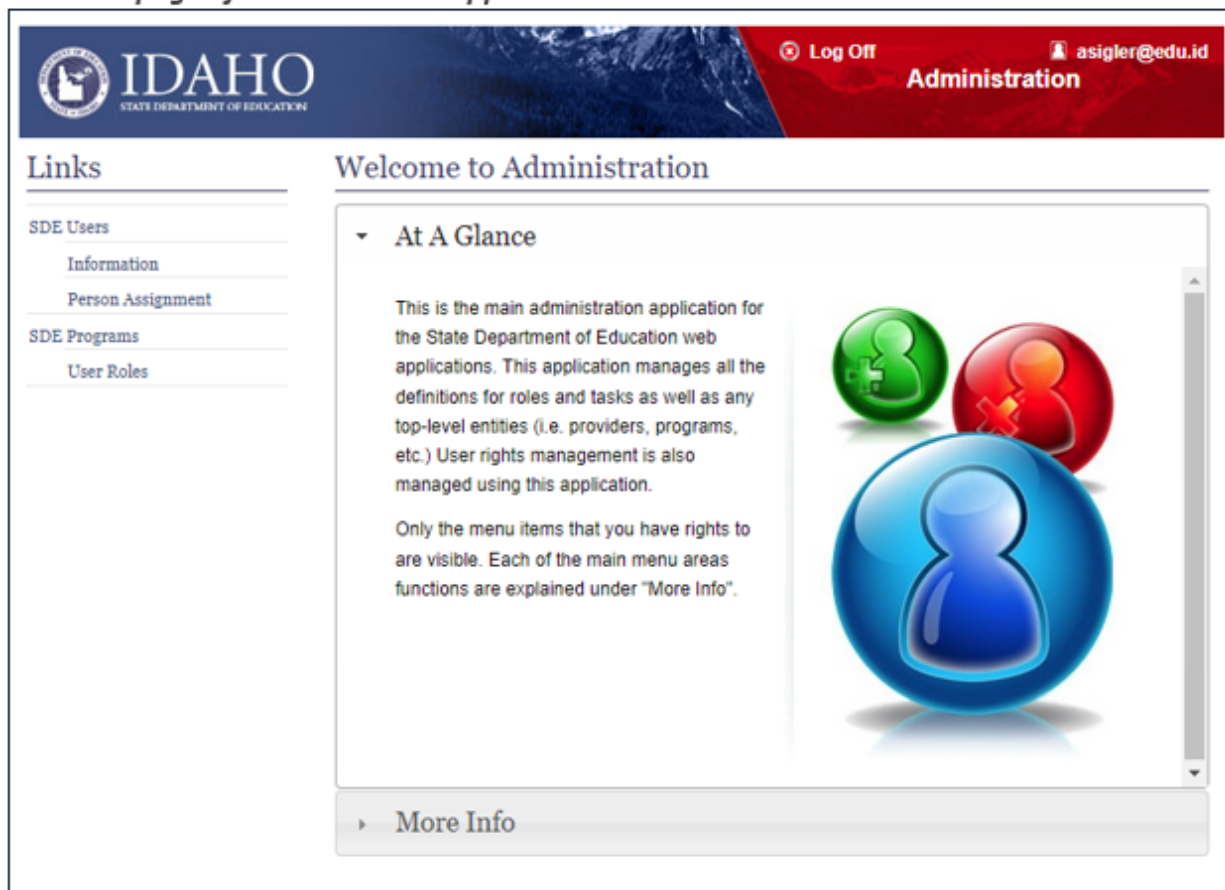 IDAHO
STATE DEPARTMENT OF EDUCATION
Log Off
asigler@edu.id
Administration
Links
Welcome to Administration
SDE Users
Information
Person Assignment
SDE Programs
User Roles
At A Glance
This is the main administration application for
the State Department of Education web
applications. This application manages all the
definitions for roles and tasks as well as any
top-level entities (i.e. providers, programs,
etc.) User rights management is also
managed using this application.
Only the menu items that you have rights to
are visible. Each of the main menu areas
functions are explained under "More Info".
More Info